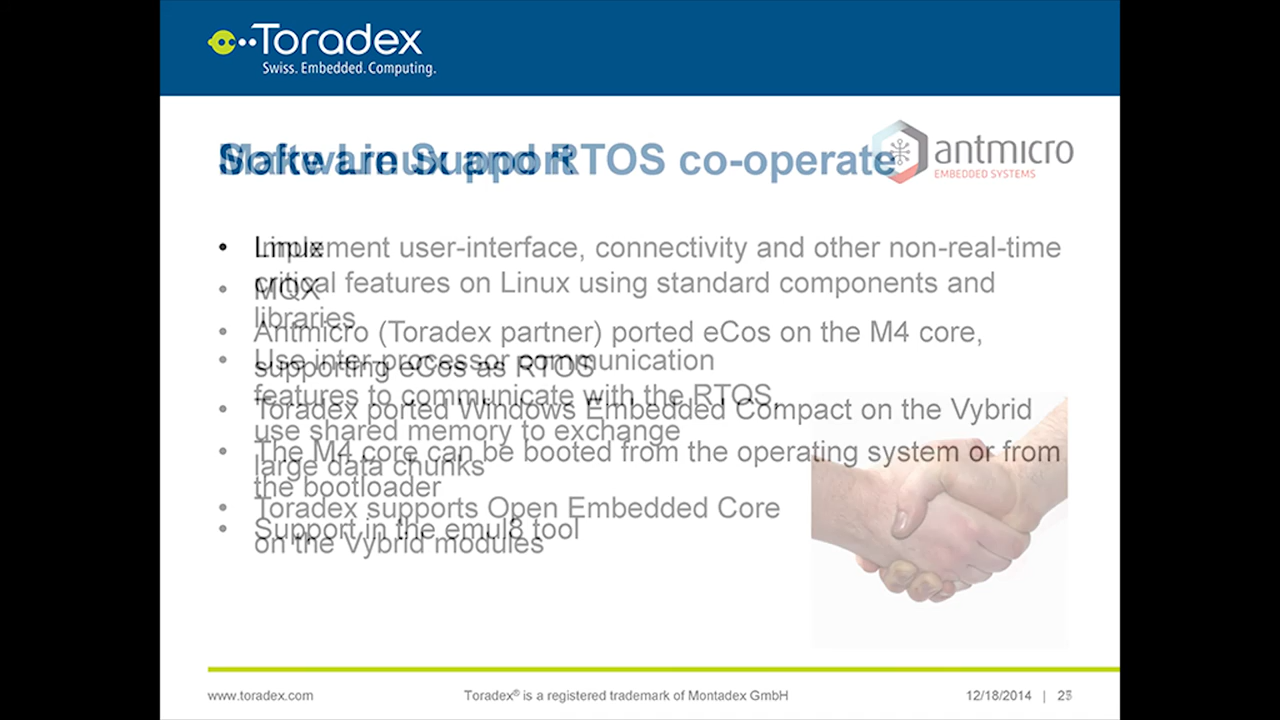 Toradex
Swiss. Embedded. Computing.
Software Support
Make Linux and RTOS co-operate
antmicro
EMBEDDED SYSTEMS
• Linux
• MQX
• Antmicro (Toradex partner) ported eCos on the M4 core,
supporting eCos as RTOS
• Toradex ported Windows Embedded Compact on the Vybrid
• The M4 core can be booted from the operating system or from
the bootloader
• Support in the emul8 tool
• Implement user-interface, connectivity and other non-real-time
critical features on Linux using standard components and
libraries
• Use inter-processor communication
features to communicate with the RTOS,
use shared memory to exchange
large data chunks
• Toradex supports Open Embedded Core
on the Vybrid modules
www.toradex.com
Toradex® is a registered trademark of Montadex GmbH
12/18/2014 |